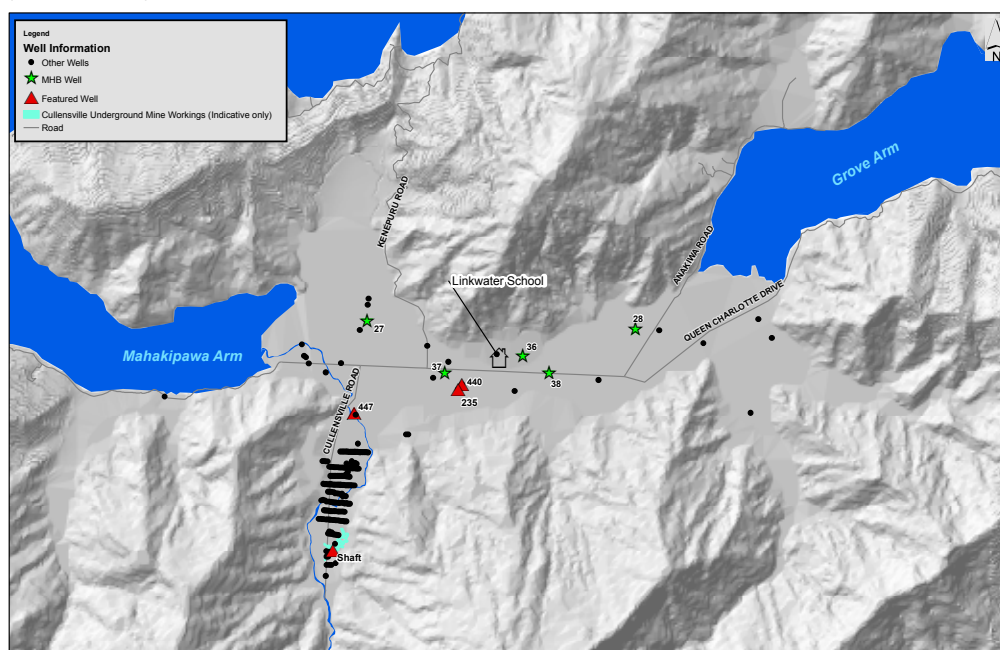 Legend
Well Information
Other Wells
MHB Well
Featured Well
Cullensville Underground Mine Workings (Indicative only)
Road
N
Grove Arm
KENEPURU ROAD
ANAKIWA ROAD
Linkwater School
QUEEN CHARLOTTE DRIVE
28
27
Mahakipawa Arm
36
37
38
440
235
CULLENSVILLE ROAD
447
Shaft